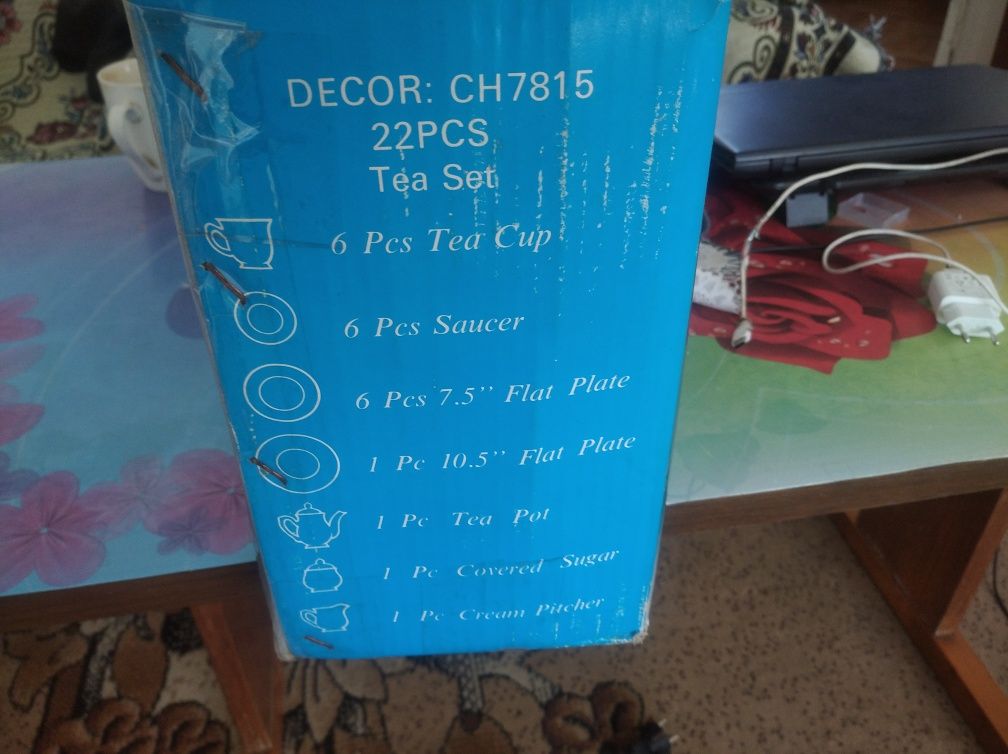 DECOR: CH7815
22PCS
Tea Set
6 Pcs Tea Cup
6 Pcs Saucer
6 Pcs 7.5’’ Flat Plate
1 Pc 10.5’’ Flat Plate
1 Pc Tea Pot
1 Pc Covered Sugar
1 Pc Cream Pitcher